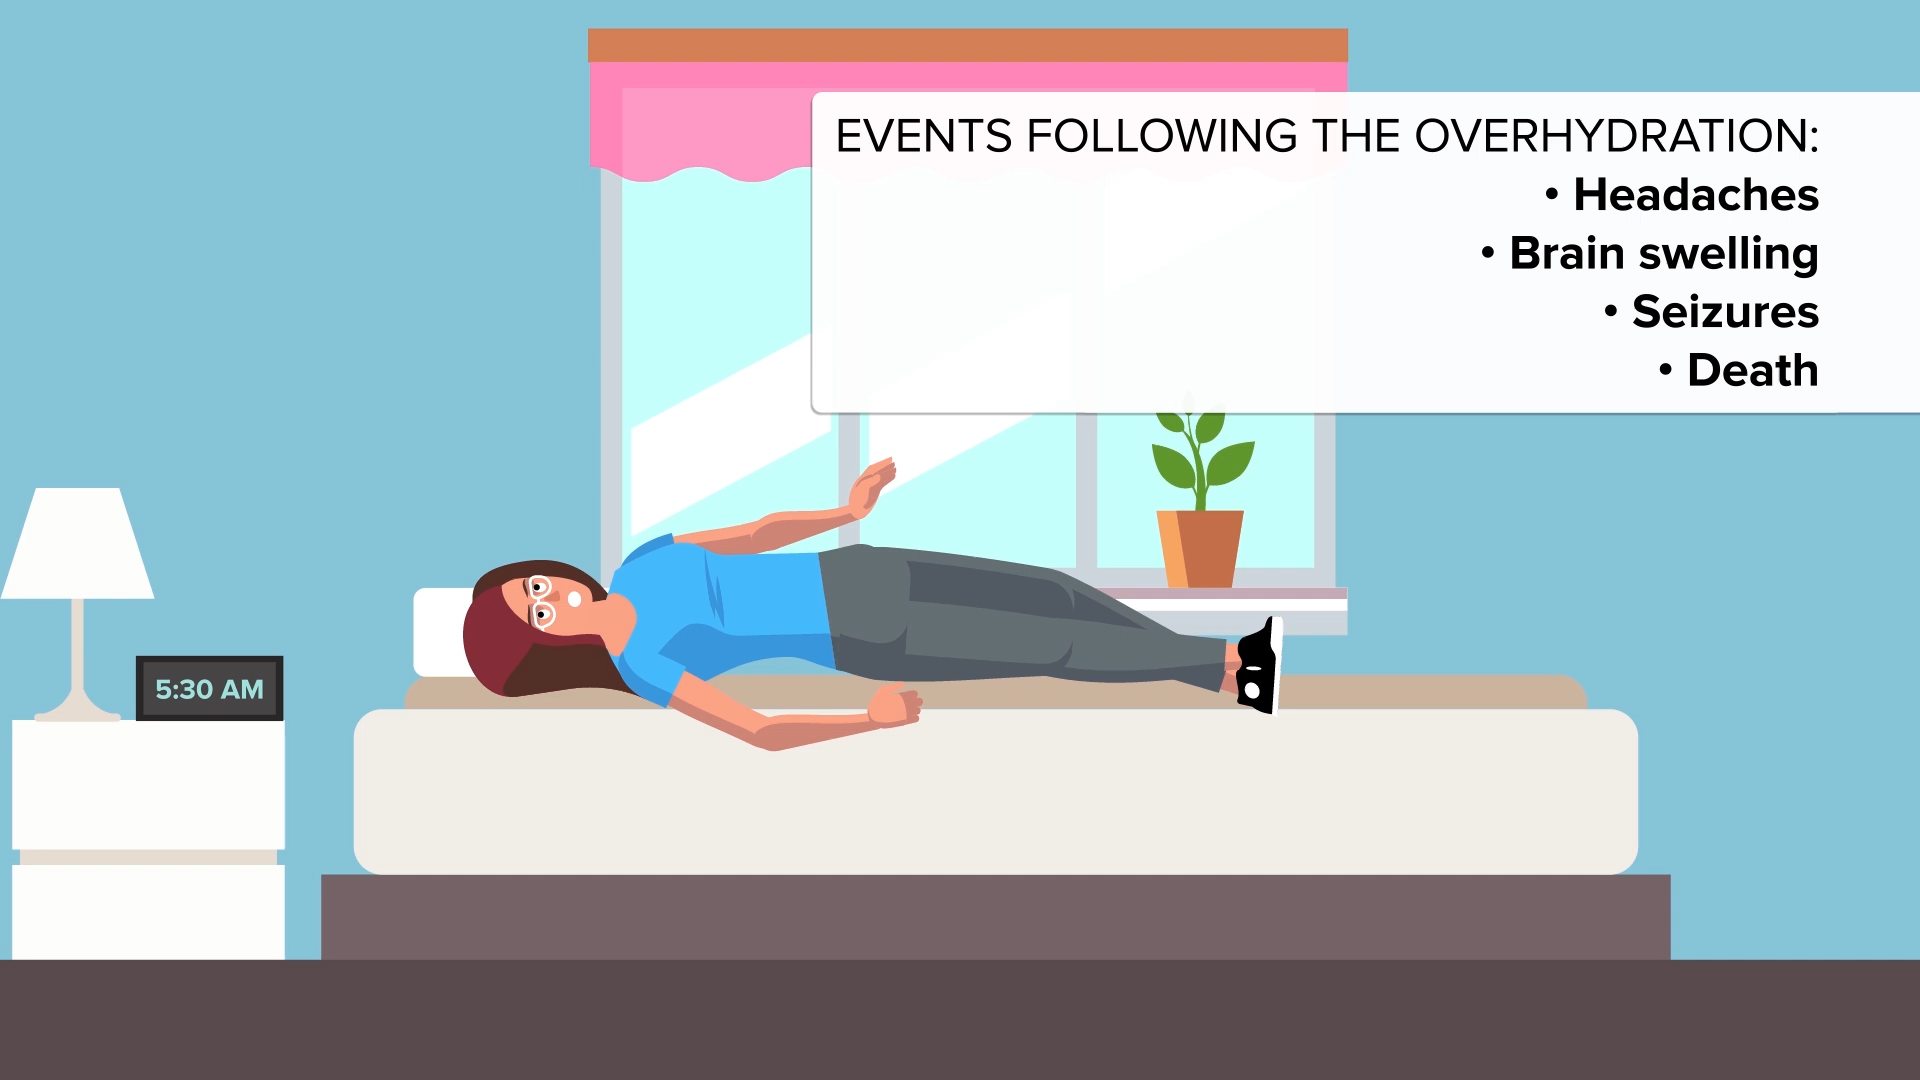 EVENTS FOLLOWING THE OVERHYDRATION:
• Headaches
• Brain swelling
• Seizures
• Death
5:30 AM